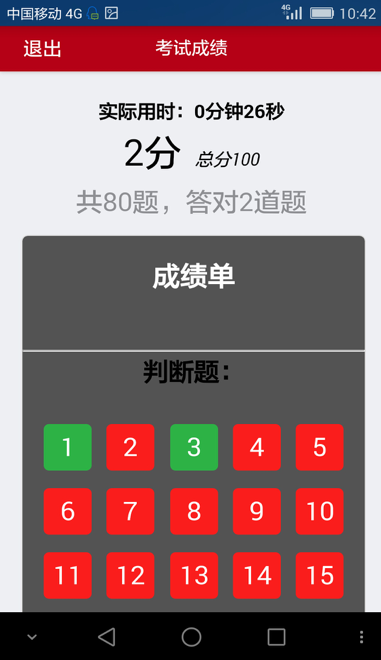 中国移动 4G 4G 10:42
退出 考试成绩
实际用时：0分钟26秒
2分 总分100
共80题，答对2道题
成绩单
判断题：
1 2 3 4 5
6 7 8 9 10
11 12 13 14 15